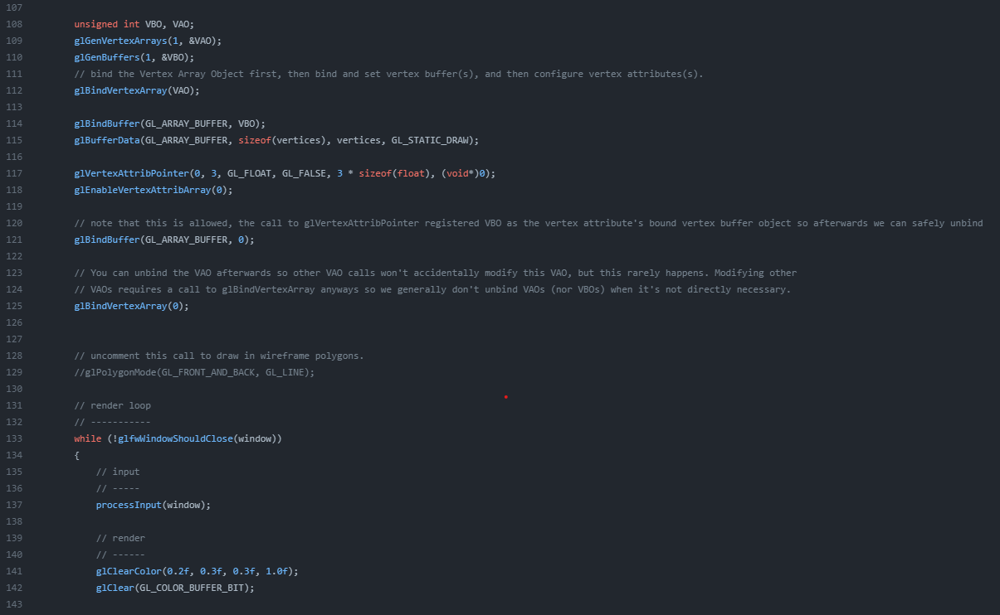 107
108 unsigned int VBO, VAO;
109 glGenVertexArrays(1, &VAO);
110 glGenBuffers(1, &VBO);
111 // bind the Vertex Array Object first, then bind and set vertex buffer(s), and then configure vertex attributes(s).
112 glBindVertexArray(VAO);
113
114 glBindBuffer(GL_ARRAY_BUFFER, VBO);
115 glBufferData(GL_ARRAY_BUFFER, sizeof(vertices), vertices, GL_STATIC_DRAW);
116
117 glVertexAttribPointer(0, 3, GL_FLOAT, GL_FALSE, 3 * sizeof(float), (void*)0);
118 glEnableVertexAttribArray(0);
119
120 // note that this is allowed, the call to glVertexAttribPointer registered VBO as the vertex attribute's bound vertex buffer object so afterwards we can safely unbind
121 glBindBuffer(GL_ARRAY_BUFFER, 0);
122
123 // You can unbind the VAO afterwards so other VAO calls won't accidentally modify this VAO, but this rarely happens. Modifying other
124 // VAOs requires a call to glBindVertexArray anyways so we generally don't unbind VAOs (nor VBOs) when it's not directly necessary.
125 glBindVertexArray(0);
126
127
128 // uncomment this call to draw in wireframe polygons.
129 //glPolygonMode(GL_FRONT_AND_BACK, GL_LINE);
130
131 // render loop
132 // -----------
133 while (!glfwWindowShouldClose(window))
134 {
135 // input
136 // -----
137 processInput(window);
138
139 // render
140 // ------
141 glClearColor(0.2f, 0.3f, 0.3f, 1.0f);
142 glClear(GL_COLOR_BUFFER_BIT);
143